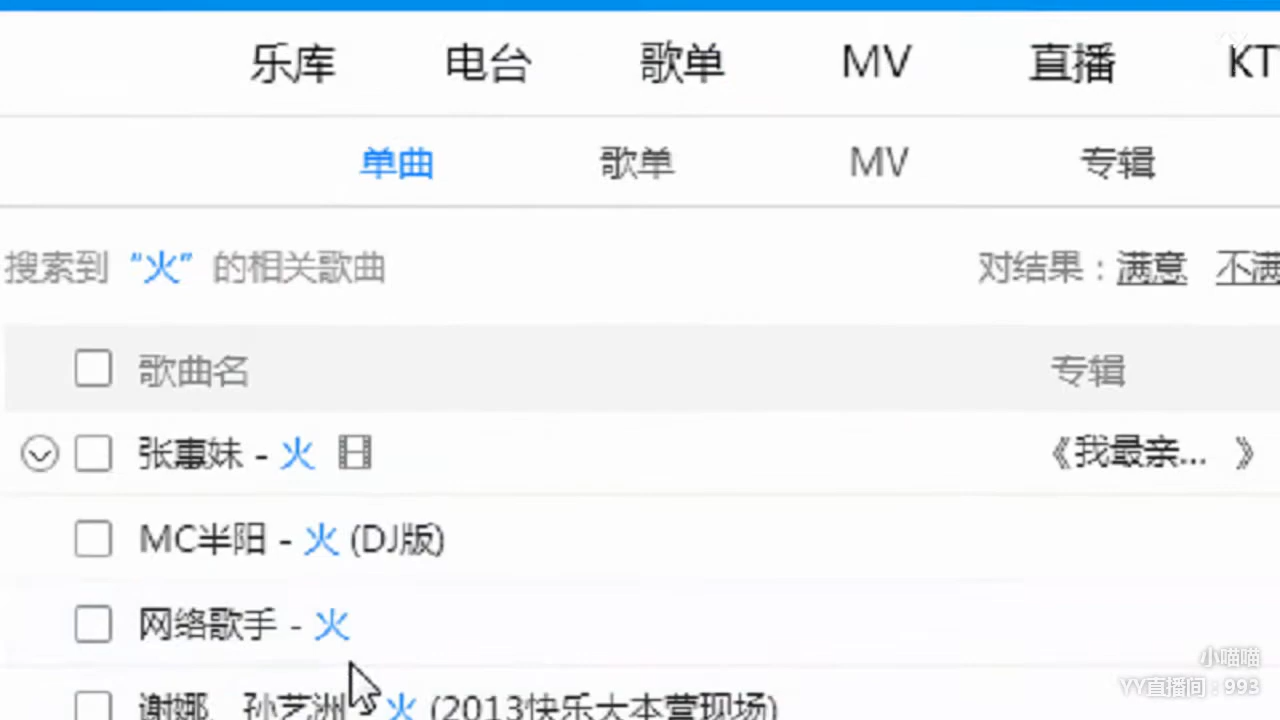 乐库 电台 歌单 MV 直播 KT
单曲 歌单 MV 专辑
搜索到 “火” 的相关歌曲 对结果：满意 不满
歌曲名 专辑
张惠妹 - 火 《我最亲... 》
MC半阳 - 火 (DJ版)
网络歌手 - 火
谢娜、孙艺洲 - 火 (2013快乐大本营现场)
小喵喵
YY直播间：993